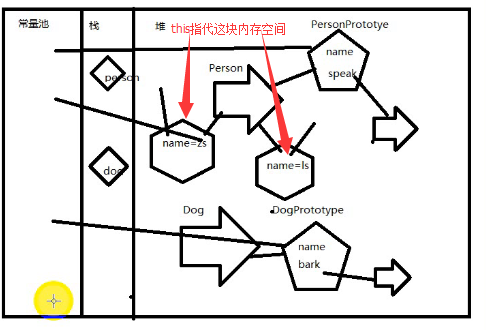 常量池
栈
堆
this指代这块内存空间
PersonPrototye
name
speak
person
Person
name=zs
name=ls
dog
Dog
DogPrototype
name
bark